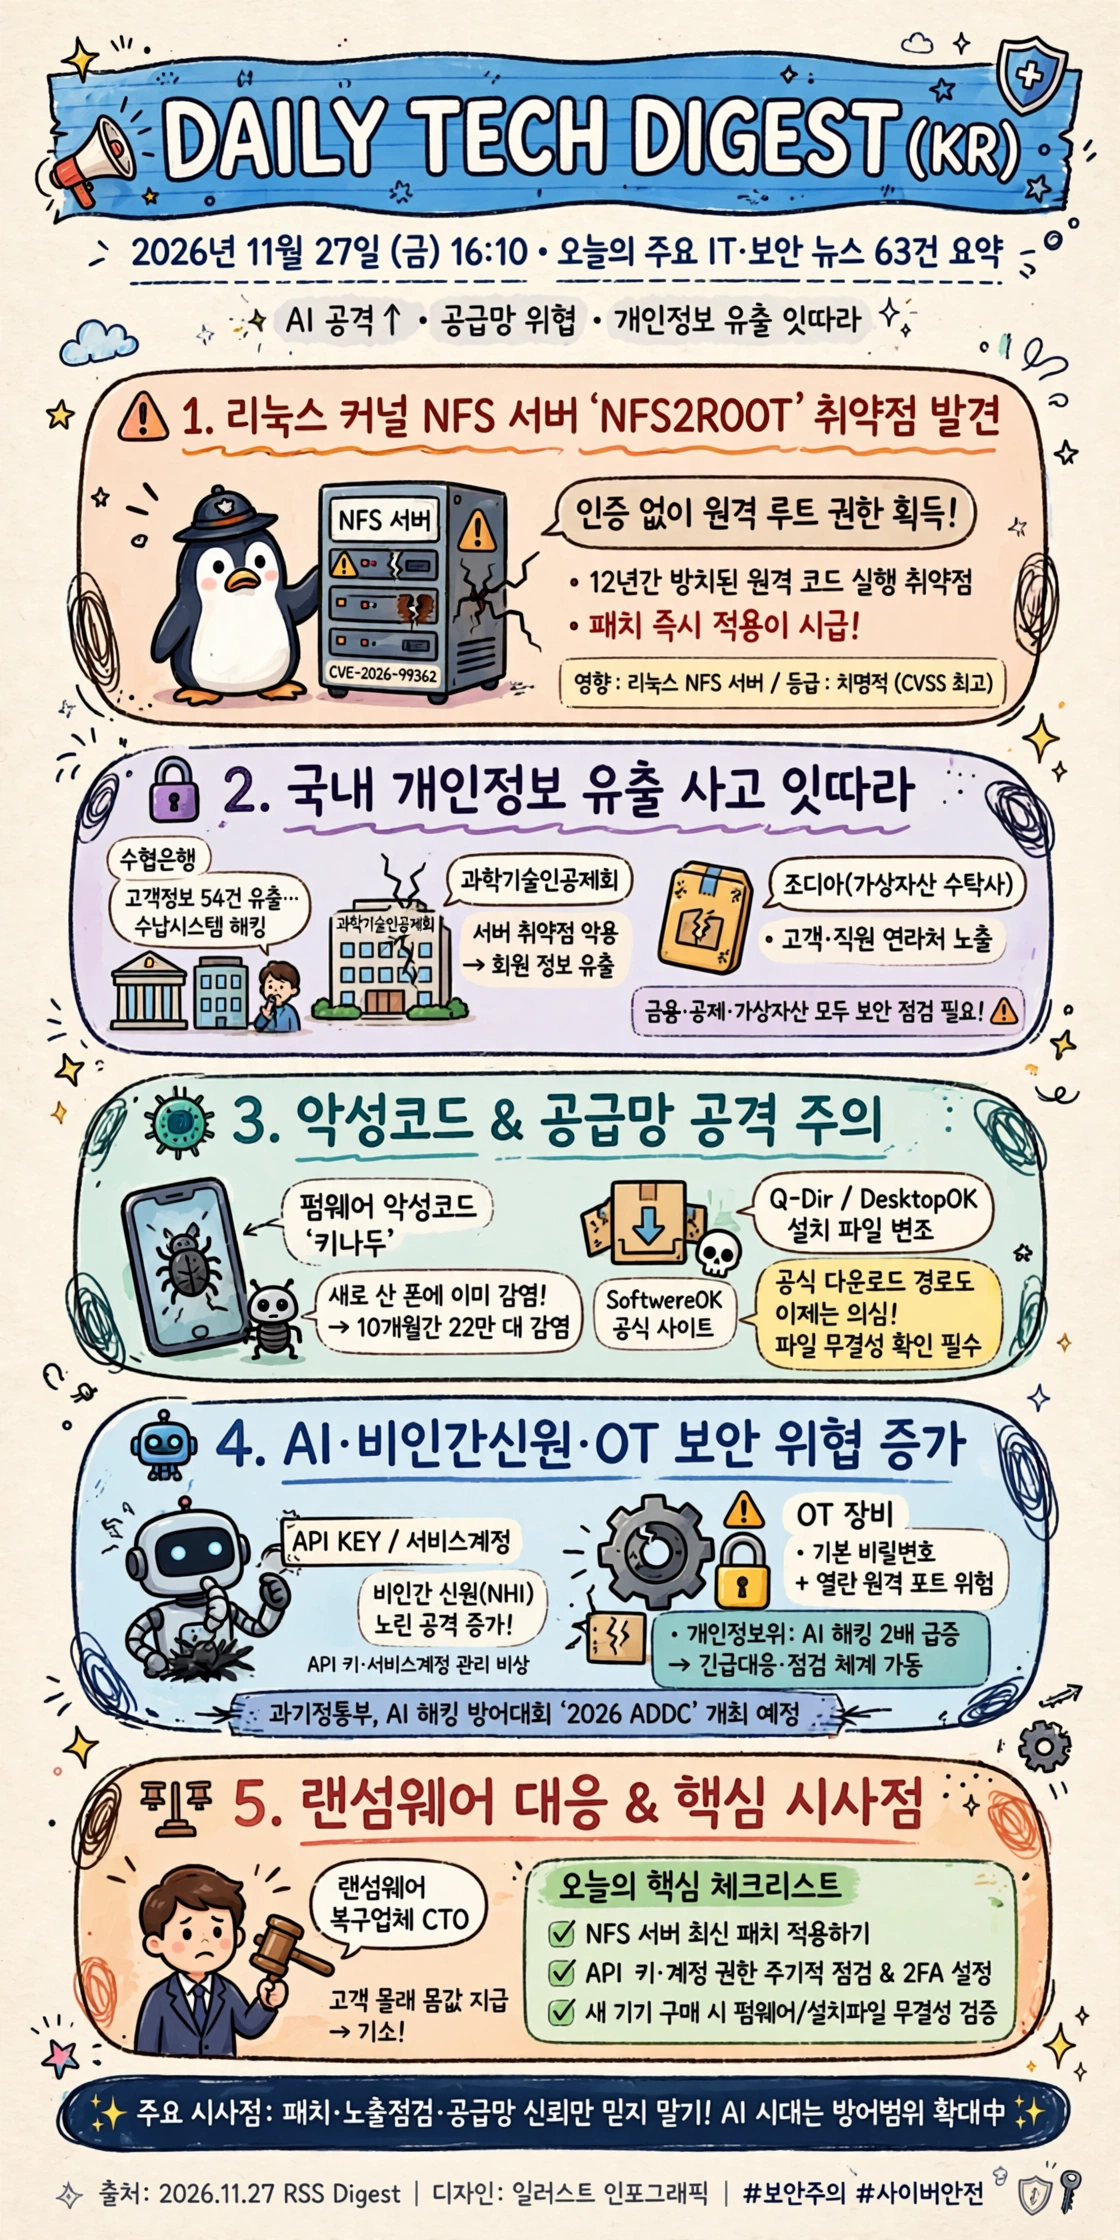 DAILY TECH DIGEST (KR)
2026년 11월 27일 (금) 16:10 • 오늘의 주요 IT·보안 뉴스 63건 요약
AI 공격↑ · 공급망 위협 · 개인정보 유출 잇따라
1. 리눅스 커널 NFS 서버 ‘NFS2ROOT’ 취약점 발견
NFS 서버
CVE-2026-99362
인증 없이 원격 루트 권한 획득!
• 12년간 방치된 원격 코드 실행 취약점
• 패치 즉시 적용이 시급!
영향 : 리눅스 NFS 서버 / 등급 : 치명적 (CVSS 최고)
2. 국내 개인정보 유출 사고 잇따라
수협은행
고객정보 54건 유출…
수납시스템 해킹
과학기술인공제회
과학기술인공제회
서버 취약점 악용
→ 회원 정보 유출
조디아(가상자산 수탁사)
• 고객·직원 연라처 노출
금융·공제·가상자산 모두 보안 점검 필요!
3. 악성코드 & 공급망 공격 주의
펌웨어 악성코드
‘키나두’
새로 산 폰에 이미 감염!
→ 10개월간 22만 대 감염
Q-Dir / DesktopOK
설치 파일 변조
SoftwereOK
공식 사이트
공식 다운로드 경로도
이제는 의심!
파일 무결성 확인 필수
4. AI·비인간신원·OT 보안 위협 증가
API KEY / 서비스계정
비인간 신원(NHI)
노린 공격 증가!
API 키·서비스계정 관리 비상
OT 장비
• 기본 비릴변호
+ 열란 원격 포트 위험
• 개인정보위: AI 해킹 2배 급증
→ 긴급대응·점검 체계 가동
과기정통부, AI 해킹 방어대회 ‘2026 ADDC’ 개최 예정
5. 랜섬웨어 대응 & 핵심 시사점
랜섬웨어
복구업체 CTO
고객 몰래 몸값 지급
→ 기소!
오늘의 핵심 체크리스트
NFS 서버 최신 패치 적용하기
API 키·계정 권한 주기적 점검 & 2FA 설정
새 기기 구매 시 펌웨어/설치파일 무결성 검증
주요 시사점: 패치·노출점검·공급망 신뢰만 믿지 말기! AI 시대는 방어범위 확대中
출처: 2026.11.27 RSS Digest | 디자인: 일러스트 인포그래픽 | #보안주의 #사이버안전